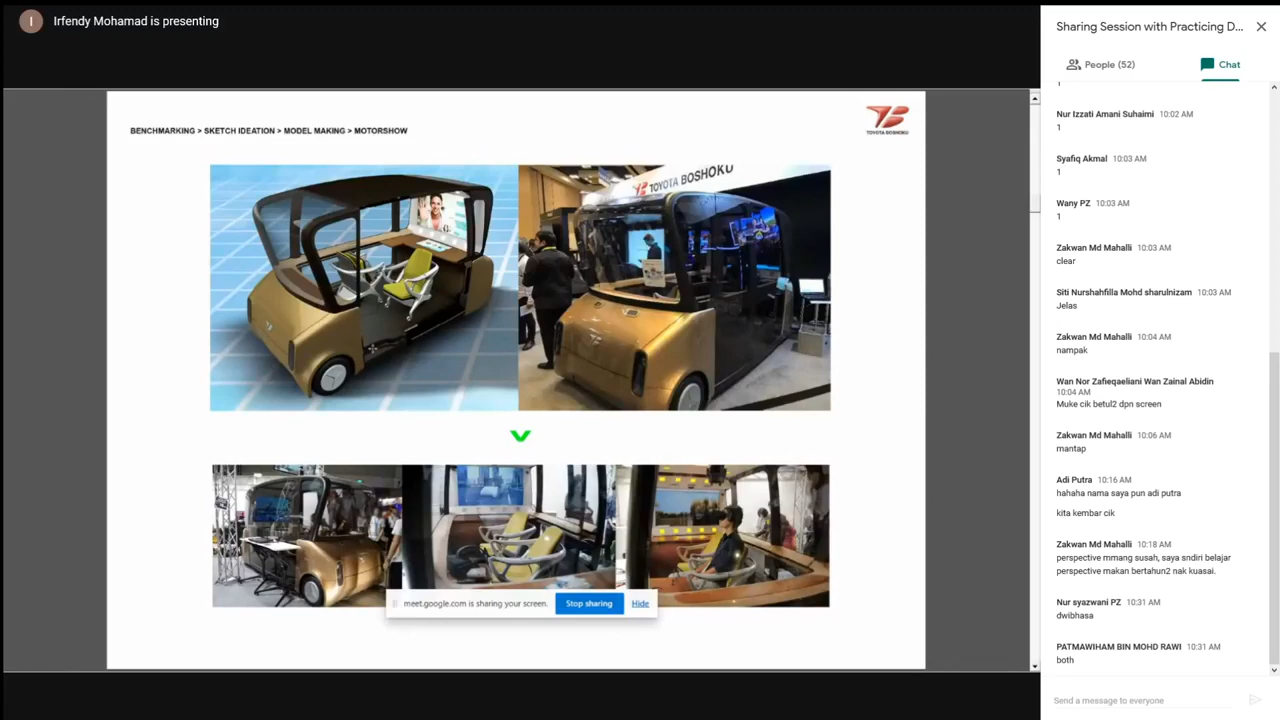 I
Irfendy Mohamad is presenting
BENCHMARKING > SKETCH IDEATION > MODEL MAKING > MOTORSHOW
TOYOTA BOSHOKU
TOYOTA BOSHOKU
meet.google.com is sharing your screen.
Stop sharing
Hide
Sharing Session with Practicing D...
People (52)
Chat
Nur Izzati Amani Suhaimi 10:02 AM
1
Syafiq Akmal 10:03 AM
1
Wany PZ 10:03 AM
1
Zakwan Md Mahalli 10:03 AM
clear
Siti Nurshahfilla Mohd sharulnizam 10:03 AM
Jelas
Zakwan Md Mahalli 10:04 AM
nampak
Wan Nor Zafieqaeliani Wan Zainal Abidin
10:04 AM
Muke cik betul2 dpn screen
Zakwan Md Mahalli 10:06 AM
mantap
Adi Putra 10:16 AM
hahaha nama saya pun adi putra
kita kembar cik
Zakwan Md Mahalli 10:18 AM
perspective mmang susah, saya sndiri belajar
perspective makan bertahun2 nak kuasai.
Nur syazwani PZ 10:31 AM
dwibhasa
PATMAWIHAM BIN MOHD RAWI 10:31 AM
both
Send a message to everyone